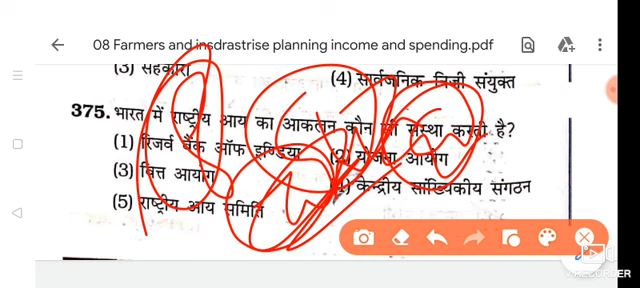 08 Farmers and insdrastrise planning income and spending.pdf
(3) सहकारी (4) सार्वजनिक निजी संयुक्त
375. भारत में राष्ट्रीय आय का आकलन कौन सी संस्था करती है?
(1) रिजर्व बैंक ऑफ इण्डिया (2) योजना आयोग
(3) वित्त आयोग (4) केन्द्रीय सांख्यिकीय संगठन
(5) राष्ट्रीय आय समिति
VIVAVIDEO